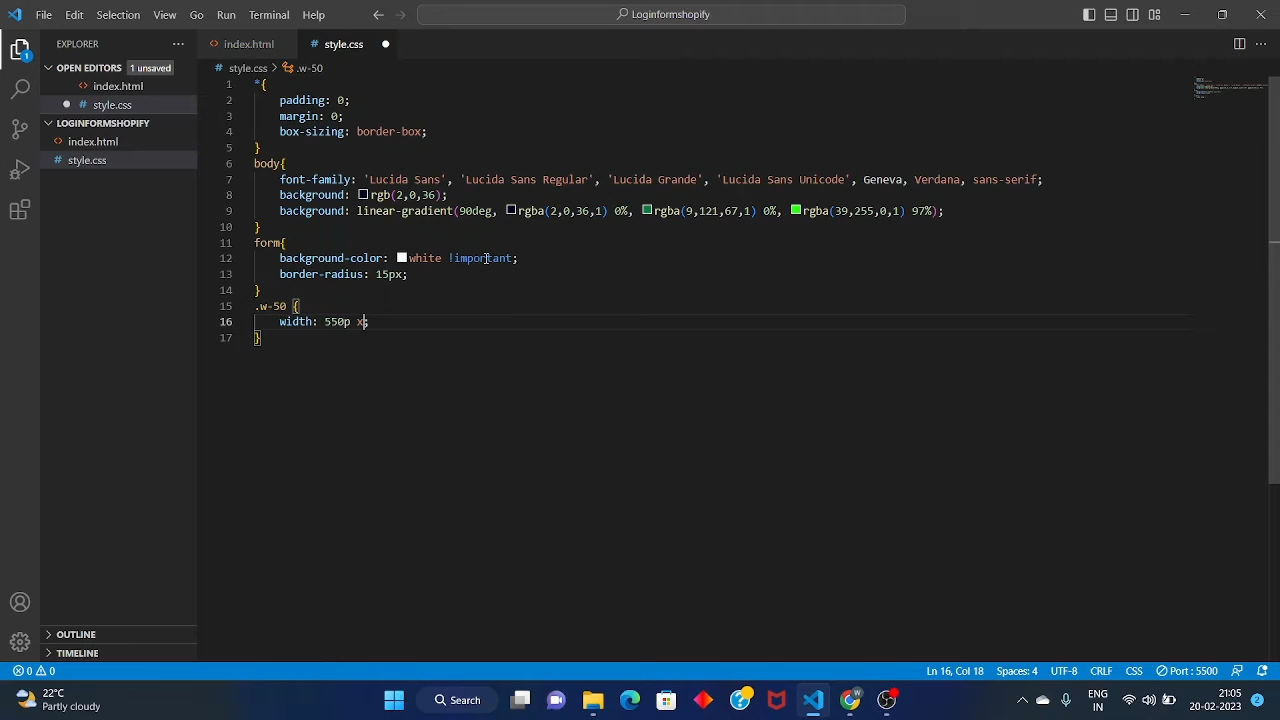 File Edit Selection View Go Run Terminal Help
Loginformshopify
EXPLORER
index.html
style.css
OPEN EDITORS 1 unsaved
style.css > .w-50
index.html
style.css
LOGINFORMSHOPIFY
index.html
style.css
1 *{
2 padding: 0;
3 margin: 0;
4 box-sizing: border-box;
5 }
6 body{
7 font-family: 'Lucida Sans', 'Lucida Sans Regular', 'Lucida Grande', 'Lucida Sans Unicode', Geneva, Verdana, sans-serif;
8 background: rgb(2,0,36);
9 background: linear-gradient(90deg, rgba(2,0,36,1) 0%, rgba(9,121,67,1) 0%, rgba(39,255,0,1) 97%);
10 }
11 form{
12 background-color: white !important;
13 border-radius: 15px;
14 }
15 .w-50 {
16 width: 550p x;
17 }
OUTLINE
TIMELINE
0 0
Ln 16, Col 18 Spaces: 4 UTF-8 CRLF CSS Port : 5500
22°C
Partly cloudy
Search
ENG
IN
21:05
20-02-2023
2